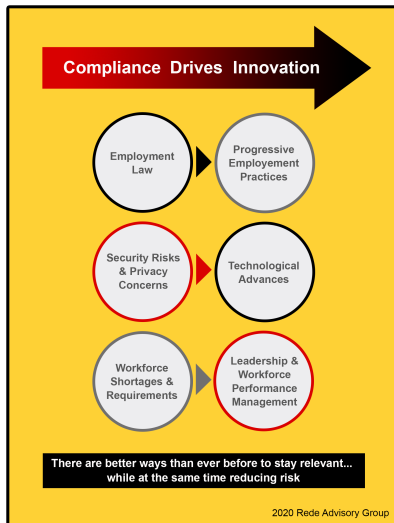 Compliance Drives Innovation
Employment
Law
Progressive
Employement
Practices
Security Risks
& Privacy
Concerns
Technological
Advances
Workforce
Shortages &
Requirements
Leadership &
Workforce
Performance
Management
There are better ways than ever before to stay relevant...
while at the same time reducing risk
2020 Rede Advisory Group